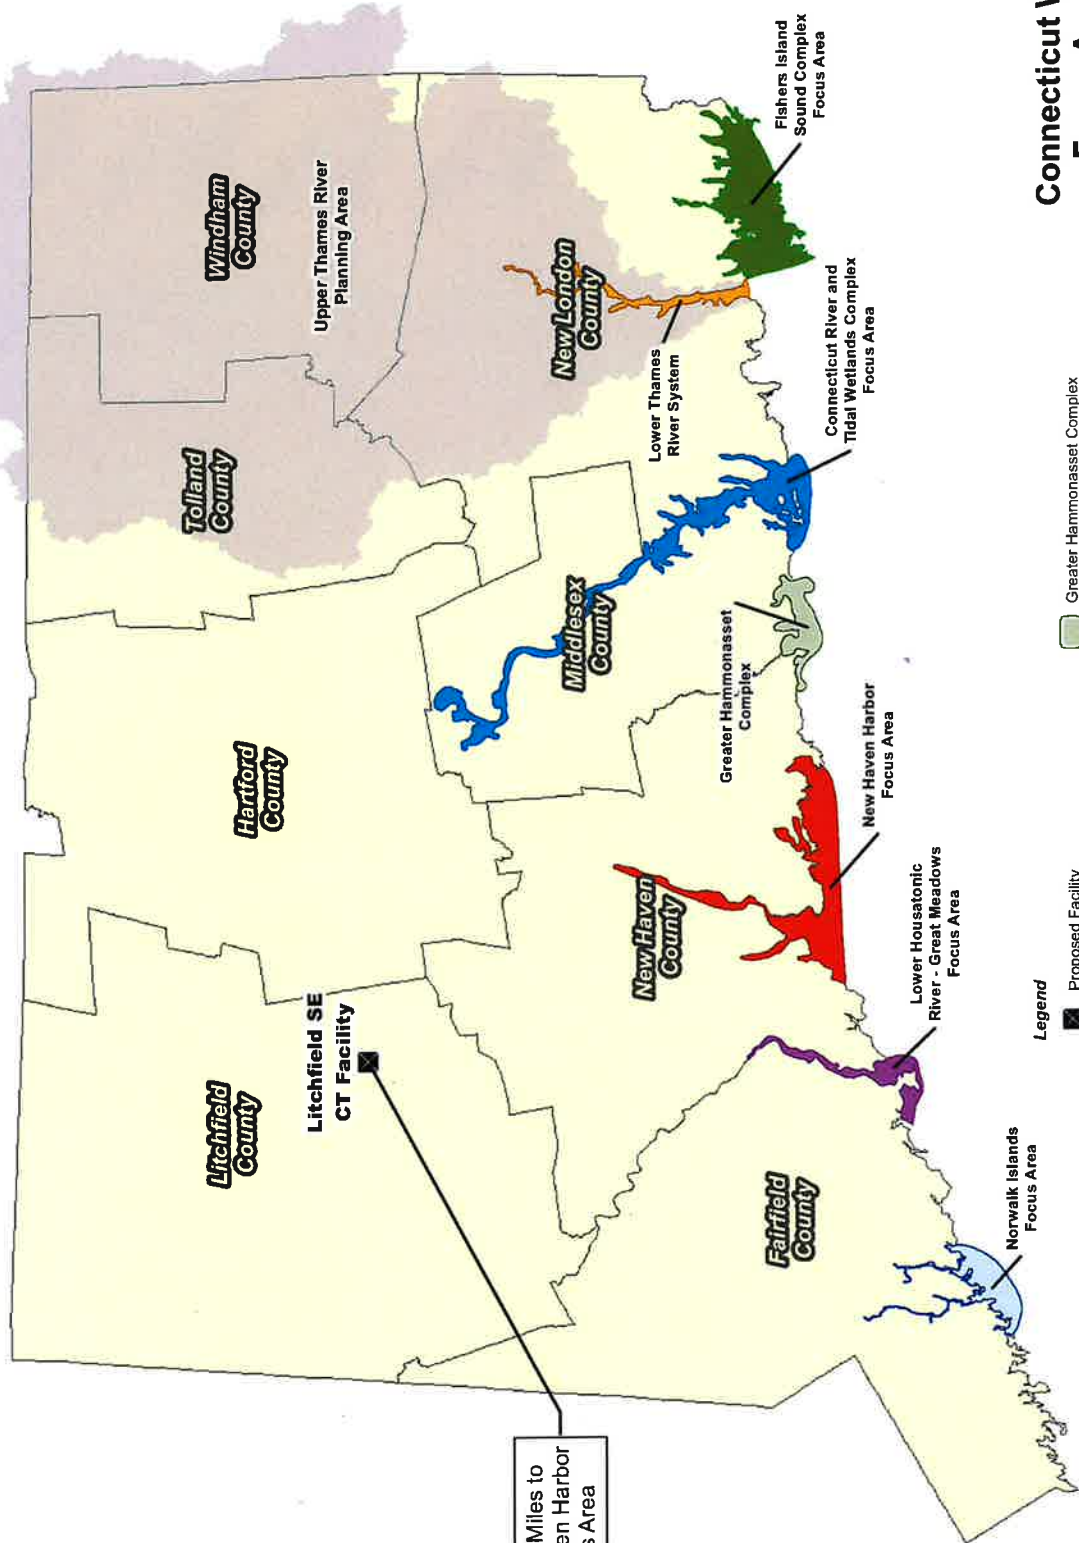 Windham
County
Upper Thames River
Planning Area
Tolland
County
Hartford
County
Litchfield
County
Litchfield SE
CT Facility
Miles to
en Harbor
s Area
New London
County
Lower Thames
River System
Fishers Island
Sound Complex
Focus Area
Connecticut River and
Tidal Wetlands Complex
Focus Area
Middlesex
County
Greater Hammonasset
Complex
New Haven
County
New Haven Harbor
Focus Area
Lower Housatonic
River - Great Meadows
Focus Area
Fairfield
County
Norwalk Islands
Focus Area
Legend
Proposed Facility
Greater Hammonasset Complex
Connecticut